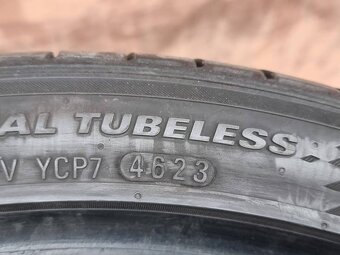 AL TUBELESS
V YCP7 4623